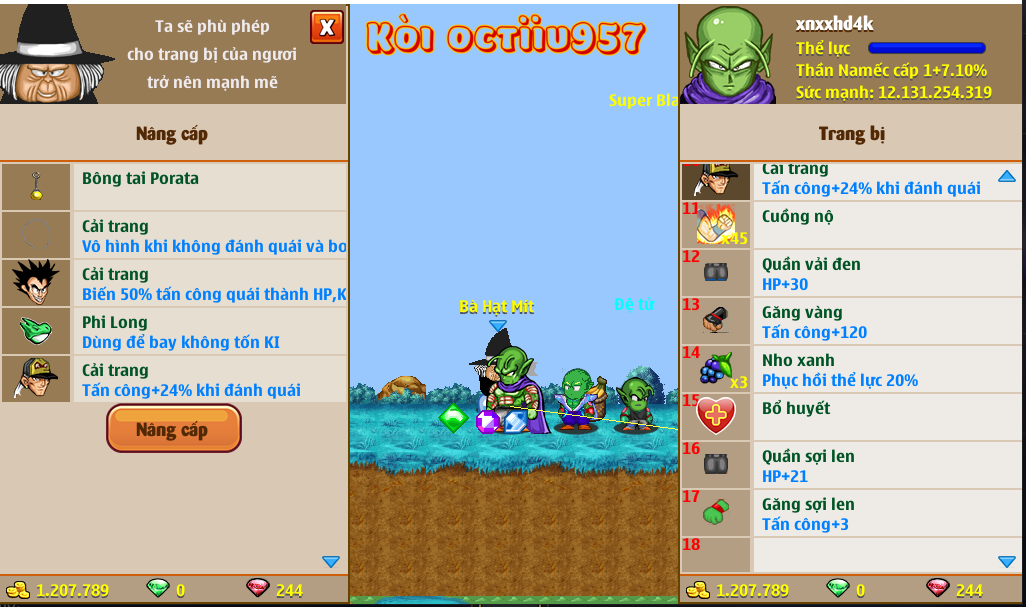 Ta sẽ phù phép
cho trang bị của ngươi
trở nên mạnh mẽ
X
Nâng cấp
Bông tai Porata
Cải trang
Vô hình khi không đánh quái và bo
Cải trang
Biến 50% tấn công quái thành HP,K
Phi Long
Dùng để bay không tốn KI
Cải trang
Tấn công+24% khi đánh quái
Nâng cấp
1.207.789
0
244
Kòi octiiu957
Super Bla
Bà Hạt Mít
Đệ tử
xnxxhd4k
Thể lực
Thần Namếc cấp 1+7.10%
Sức mạnh: 12.131.254.319
Trang bị
Cải trang
Tấn công+24% khi đánh quái
11
x45
Cuồng nộ
12
Quần vải đen
HP+30
13
Găng vàng
Tấn công+120
14
x3
Nho xanh
Phục hồi thể lực 20%
15
Bổ huyết
16
Quần sợi len
HP+21
17
Găng sợi len
Tấn công+3
18
1.207.789
0
244